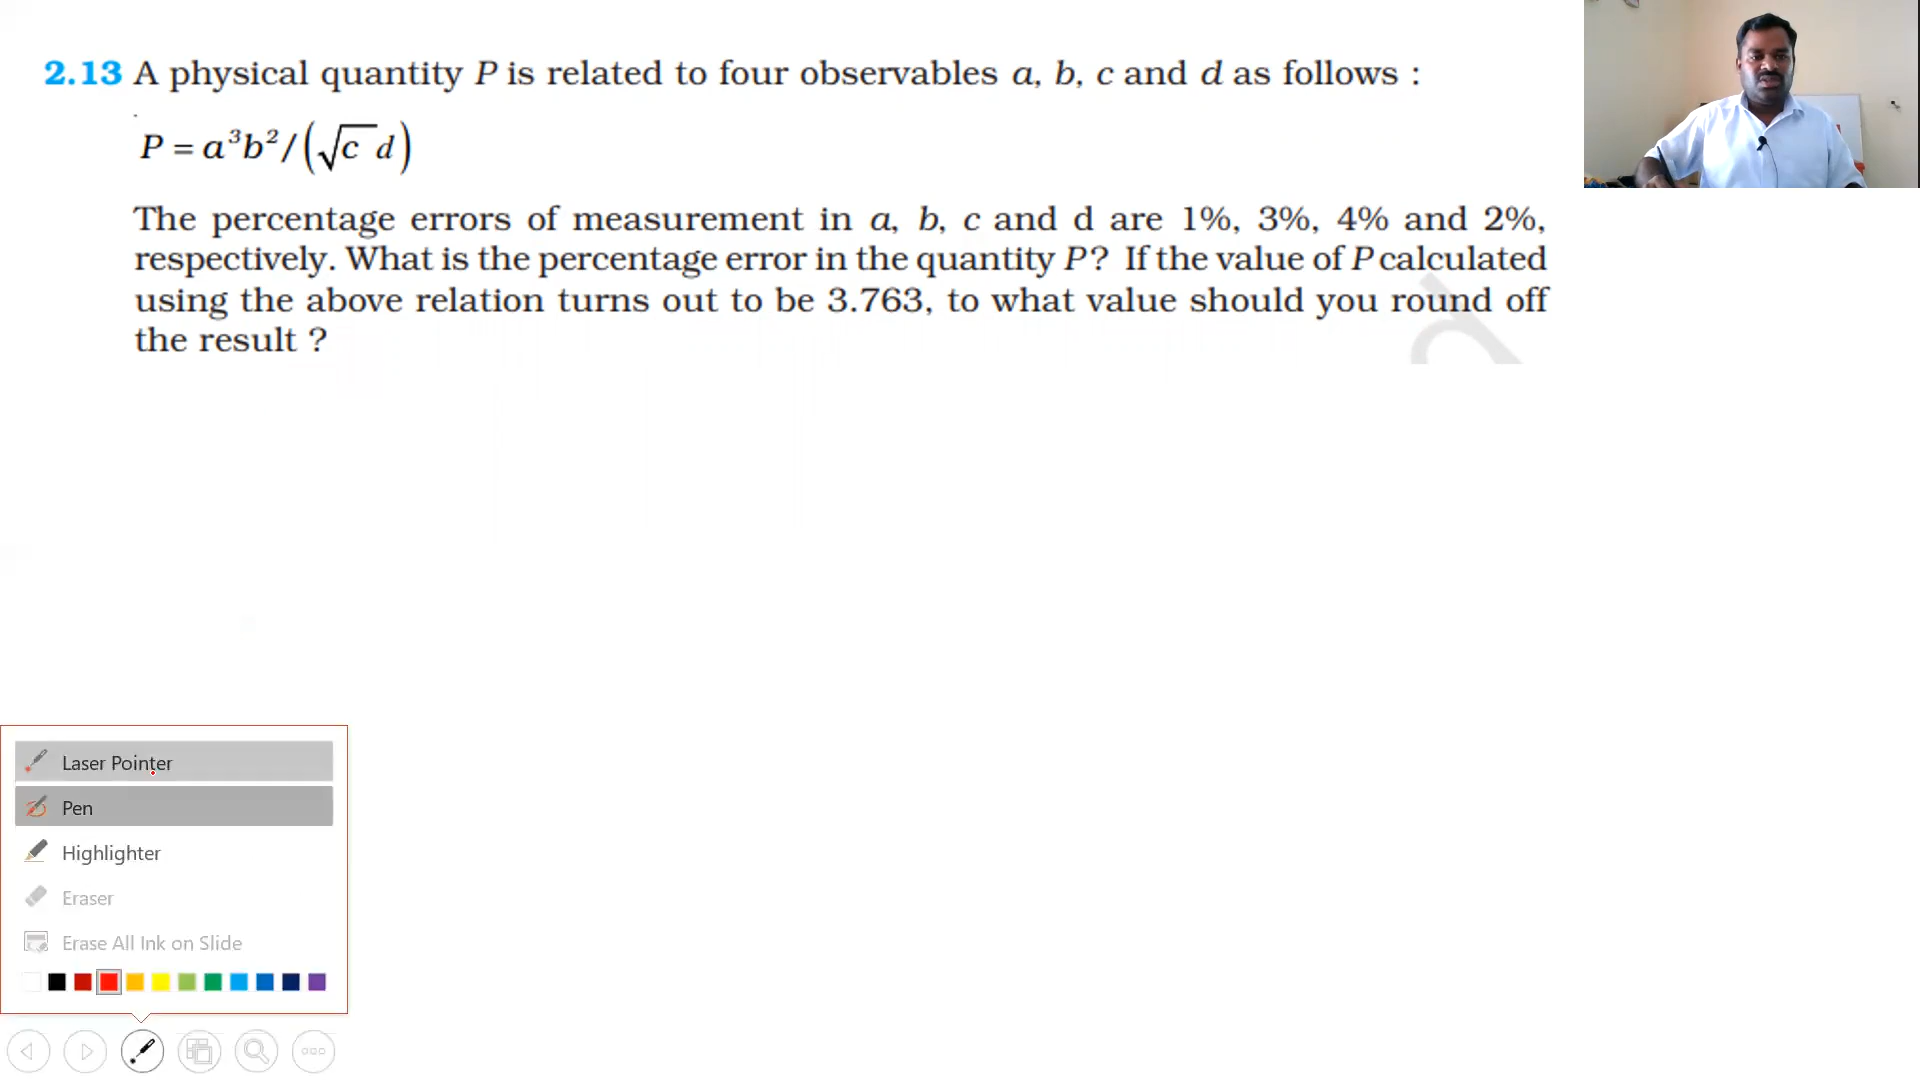 2.13 A physical quantity P is related to four observables a, b, c and d as follows :
P = a³b²/(√c d)
The percentage errors of measurement in a, b, c and d are 1%, 3%, 4% and 2%,
respectively. What is the percentage error in the quantity P? If the value of P calculated
using the above relation turns out to be 3.763, to what value should you round off
the result ?
Laser Pointer
Pen
Highlighter
Eraser
Erase All Ink on Slide